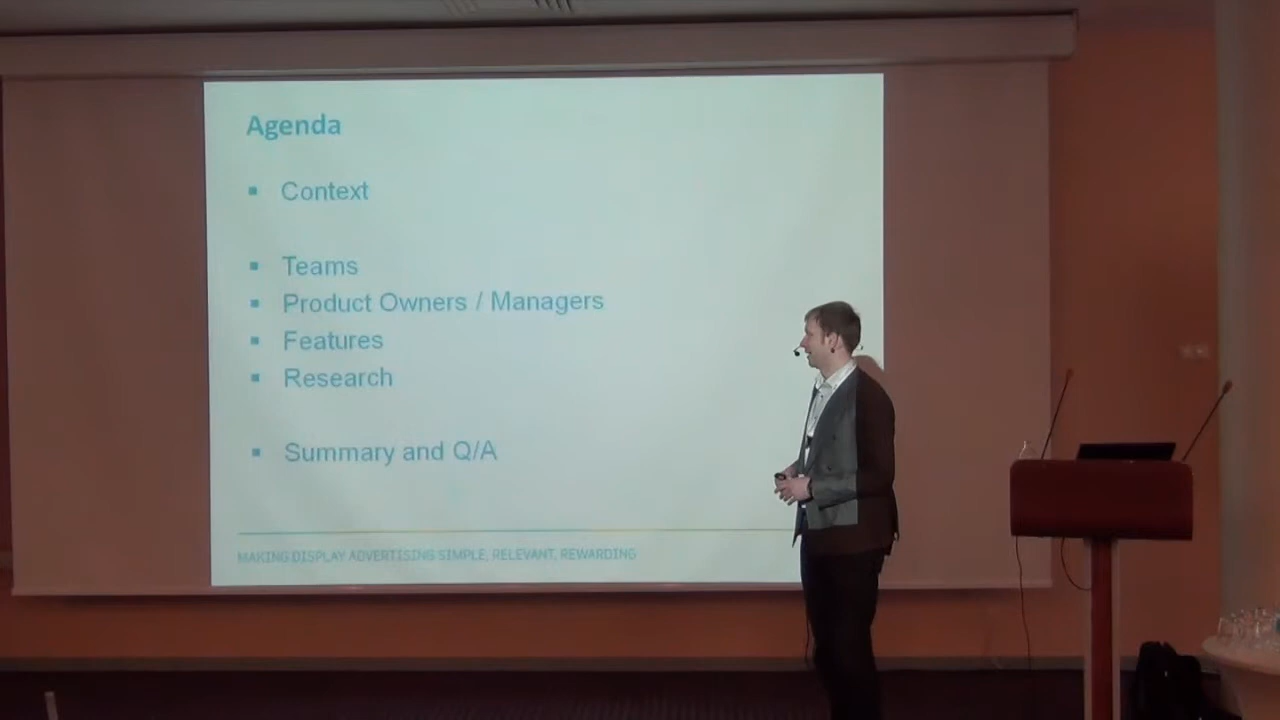 Agenda
Context
Teams
Product Owners / Managers
Features
Research
Summary and Q/A
MAKING DISPLAY ADVERTISING SIMPLE, RELEVANT, REWARDING